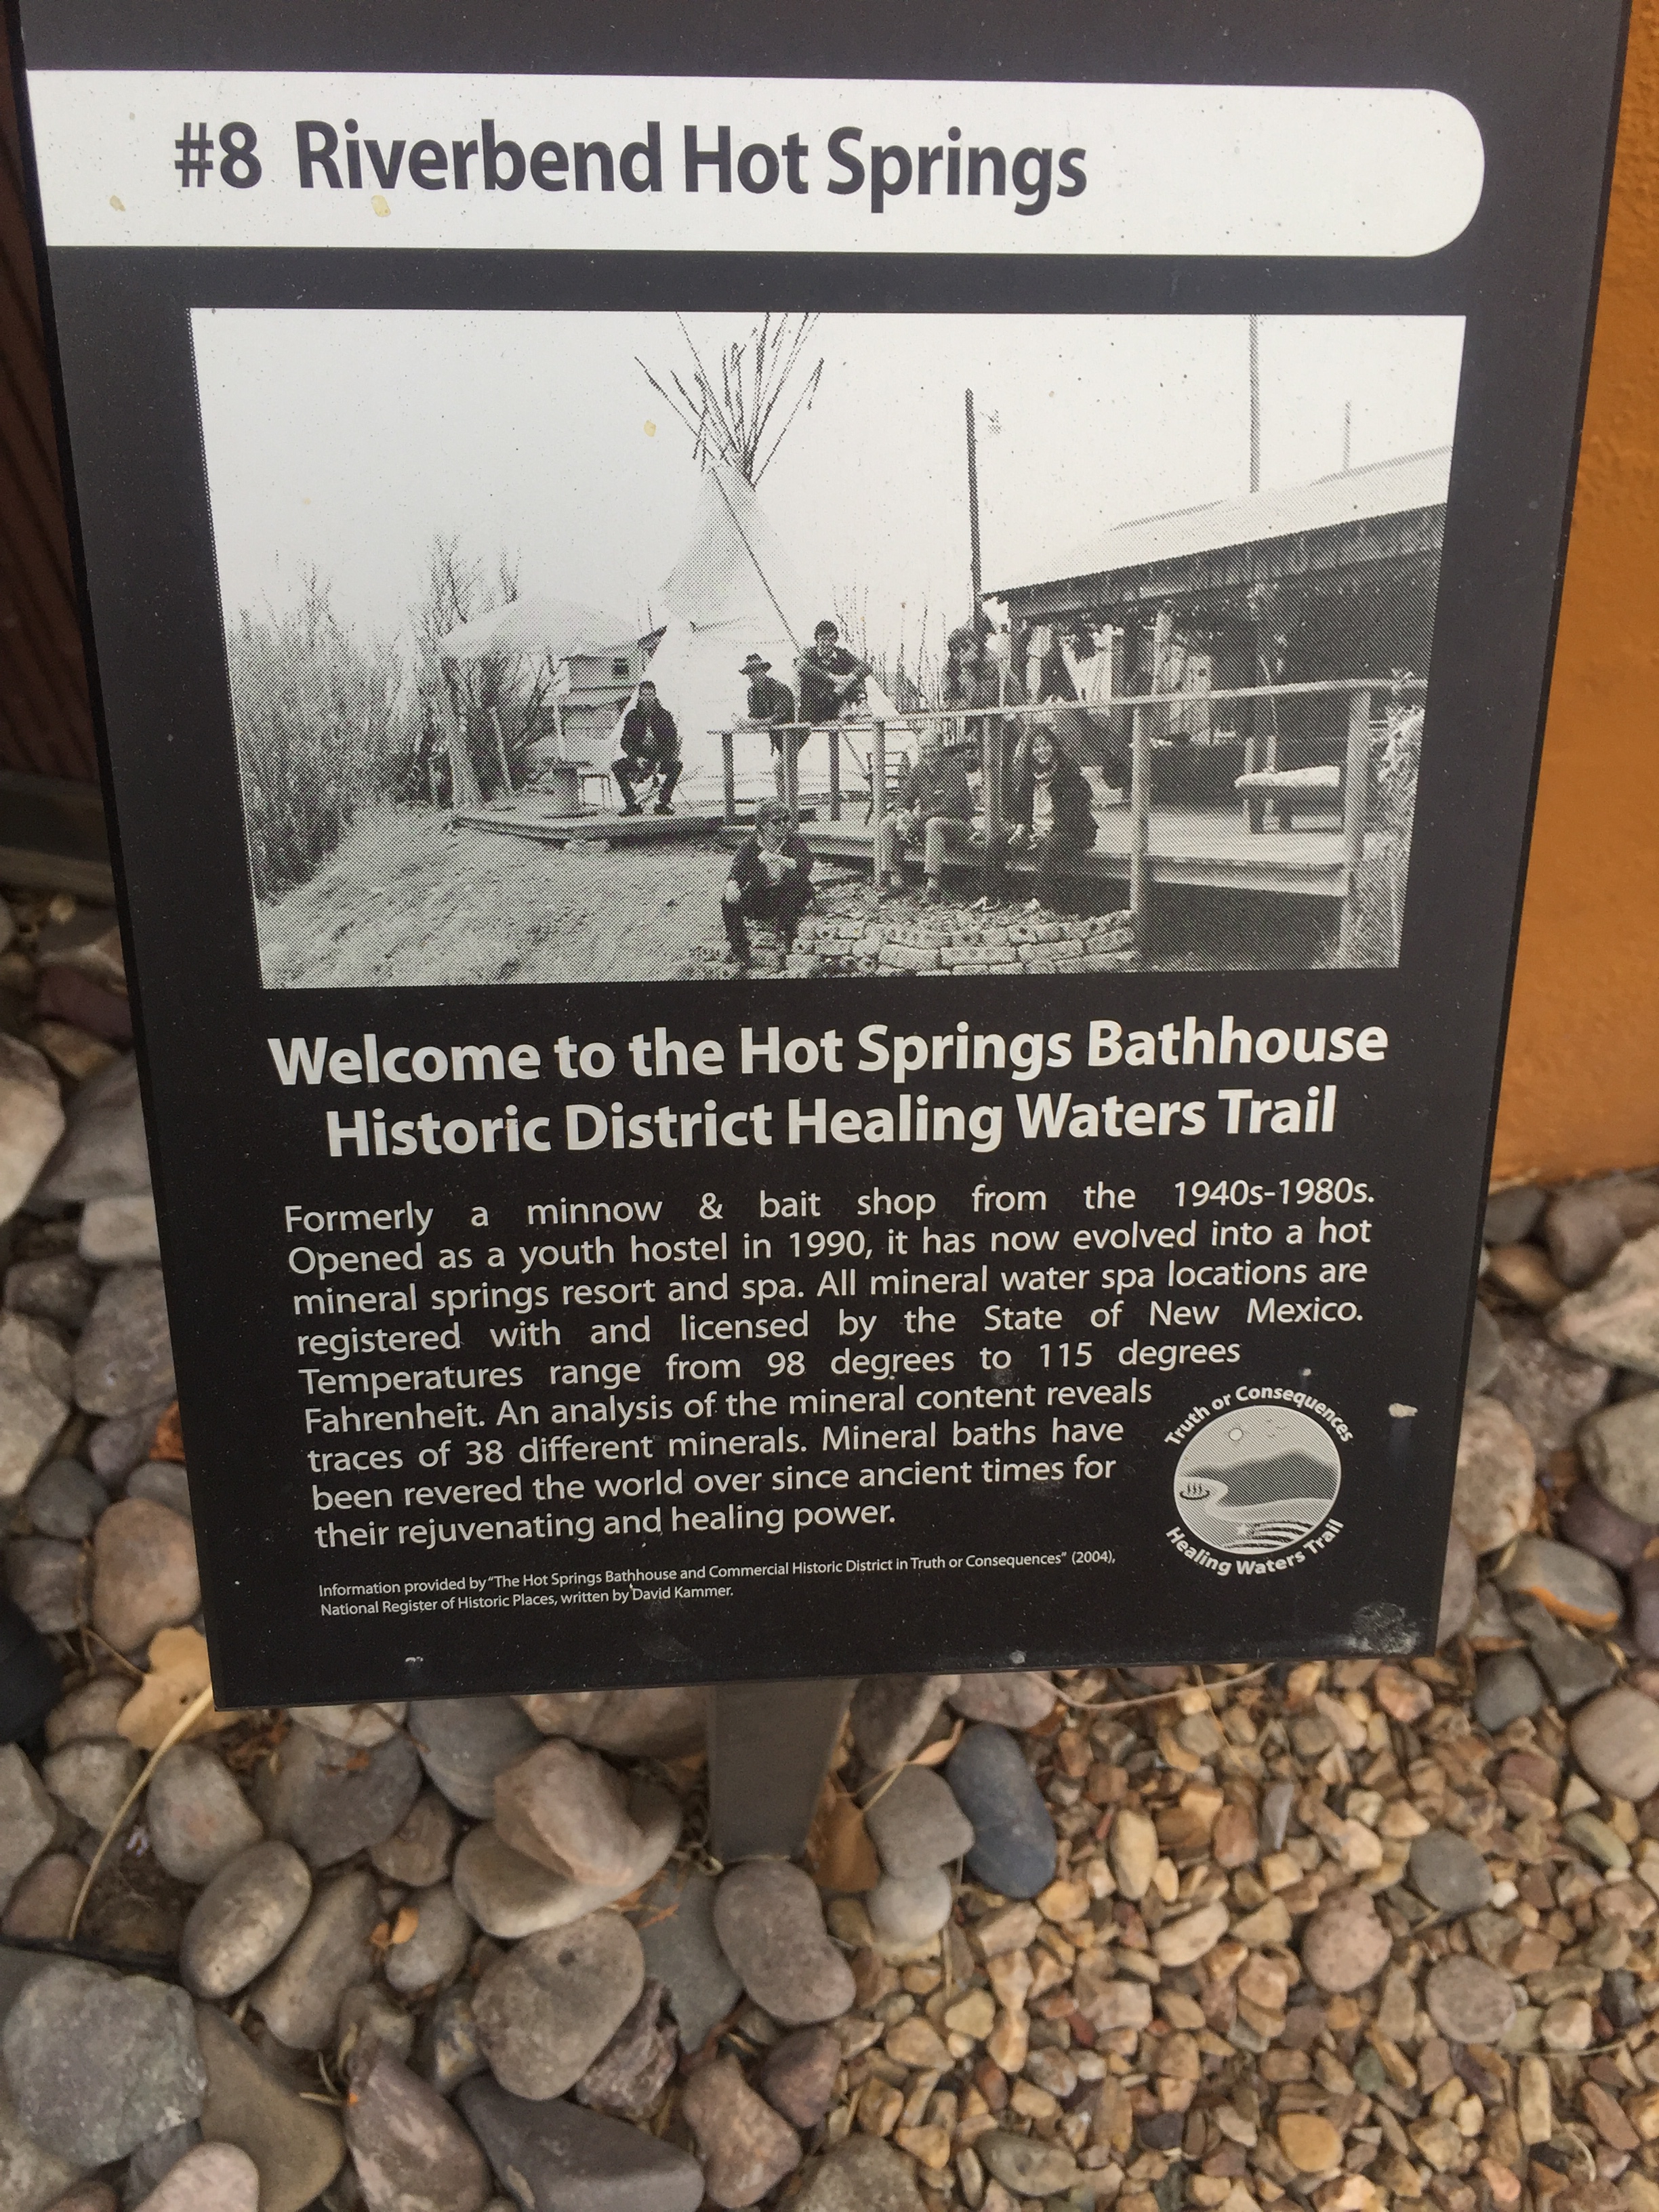 #8 Riverbend Hot Springs
Welcome to the Hot Springs Bathhouse
Historic District Healing Waters Trail
Formerly a minnow & bait shop from the 1940s-1980s.
Opened as a youth hostel in 1990, it has now evolved into a hot
mineral springs resort and spa. All mineral water spa locations are
registered with and licensed by the State of New Mexico.
Temperatures range from 98 degrees to 115 degrees
Fahrenheit. An analysis of the mineral content reveals
traces of 38 different minerals. Mineral baths have
been revered the world over since ancient times for
their rejuvenating and healing power.
Truth or Consequences
Healing Waters Trail
Information provided by "The Hot Springs Bathhouse and Commercial Historic District in Truth or Consequences" (2004),
National Register of Historic Places, written by David Kammer.